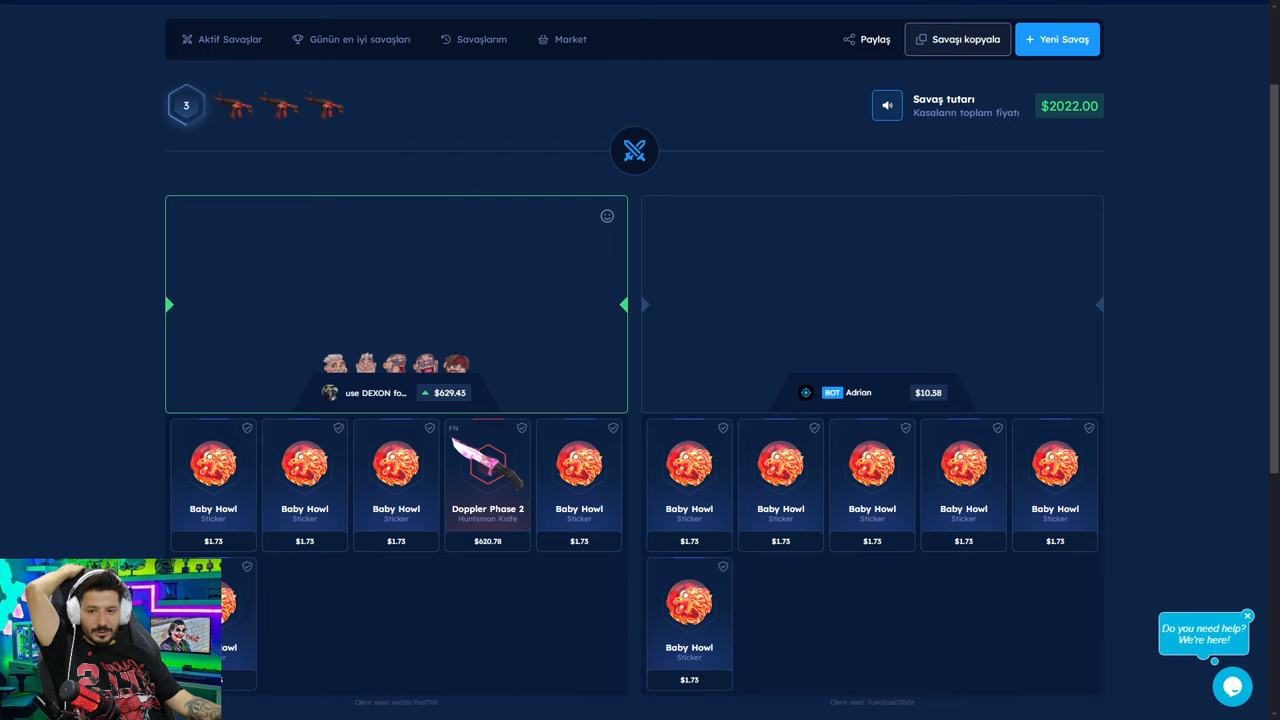 Aktif Savaşlar
Günün en iyi savaşları
Savaşlarım
Market
Paylaş
Savaşı kopyala
+ Yeni Savaş
3
Savaş tutarı
Kasaların toplam fiyatı
$2022.00
use DEXON fo...
$629.43
BOT Adrian
$10.38
Baby Howl
Sticker
$1.73
Baby Howl
Sticker
$1.73
Baby Howl
Sticker
$1.73
FN
Doppler Phase 2
Huntsman Knife
$620.78
Baby Howl
Sticker
$1.73
Baby Howl
Sticker
$1.73
Baby Howl
Sticker
$1.73
Baby Howl
Sticker
$1.73
Baby Howl
Sticker
$1.73
Baby Howl
Sticker
$1.73
Baby Howl
Sticker
$1.73
Do you need help?
We're here!
Client seed:
Client seed: